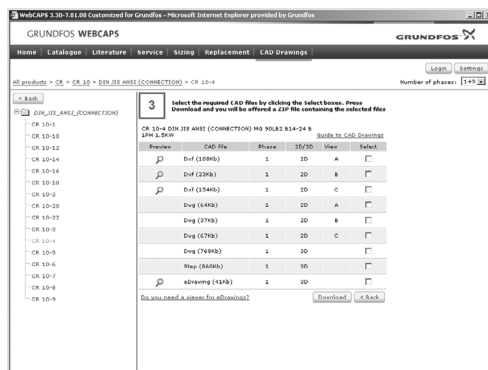 WebCAPS 3.30-7.01.08 Customized for Grundfos - Microsoft Internet Explorer provided by Grundfos
GRUNDFOS WEBCAPS
GRUNDFOS
Home Catalogue Literature Service Sizing Replacement CAD Drawings
Login Settings
All products > CR > CR 10 > DIN JIS ANSI (CONNECTION) > CR 10-4
Number of phases: 1+3
< Back
DIN_JIS_ANSI_(CONNECTION)
CR 10-1
CR 10-10
CR 10-12
CR 10-14
CR 10-16
CR 10-18
CR 10-2
CR 10-20
CR 10-22
CR 10-3
CR 10-4
CR 10-5
CR 10-6
CR 10-7
CR 10-8
CR 10-9
3
Select the required CAD files by clicking the Select boxes. Press
Download and you will be offered a ZIP file containing the selected files
CR 10-4 DIN JIS ANSI (CONNECTION) MG 90LB2 B14-24 B
1PH 1.5KW
Guide to CAD Drawings
Preview CAD file Phase 2D/3D View Select
Dxf (108Kb) 1 2D A
Dxf (23Kb) 1 2D B
Dxf (154Kb) 1 2D C
Dwg (64Kb) 1 2D A
Dwg (37Kb) 1 2D B
Dwg (67Kb) 1 2D C
Dwg (768Kb) 1 3D
Step (860Kb) 1 3D
eDrawing (41Kb) 1 3D
Do you need a viewer for eDrawings?
Download < Back